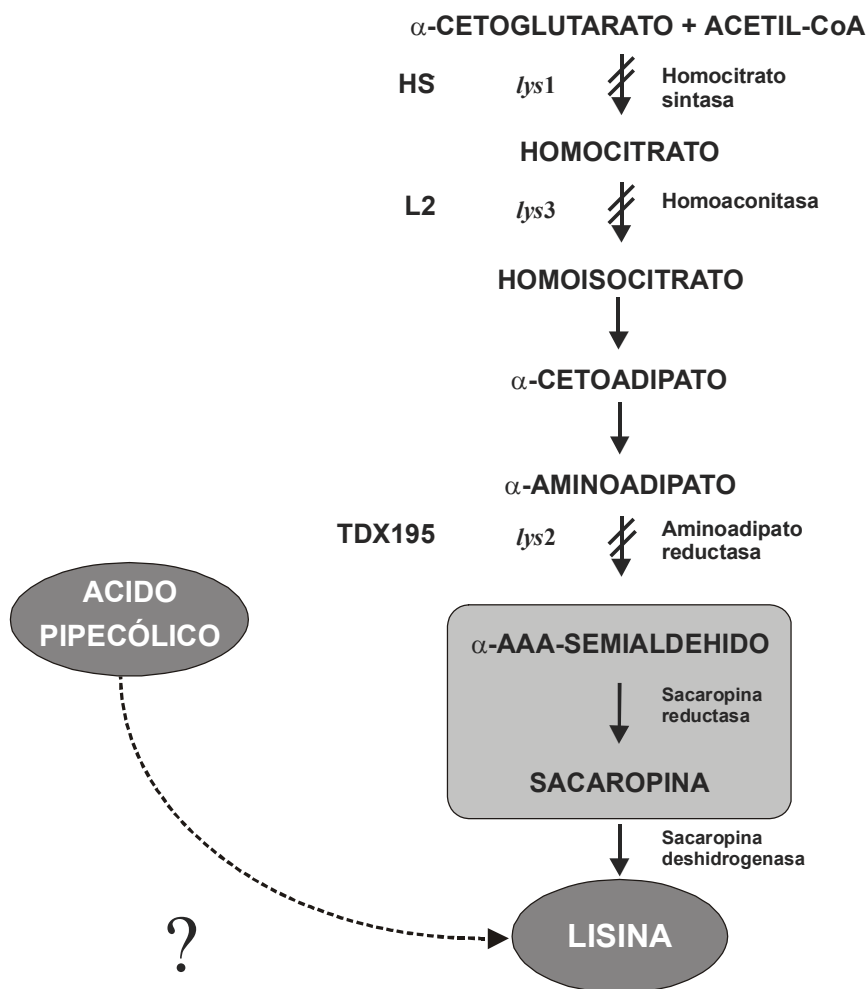 α-CETOGLUTARATO + ACETIL-CoA
HS
lys1
Homocitrato
sintasa
HOMOCITRATO
L2
lys3
Homoaconitasa
HOMOISOCITRATO
α-CETOADIPATO
α-AMINOADIPATO
TDX195
lys2
Aminoadipato
reductasa
ACIDO
PIPECÓLICO
α-AAA-SEMIALDEHIDO
Sacaropina
reductasa
SACAROPINA
Sacaropina
deshidrogenasa
LISINA
?